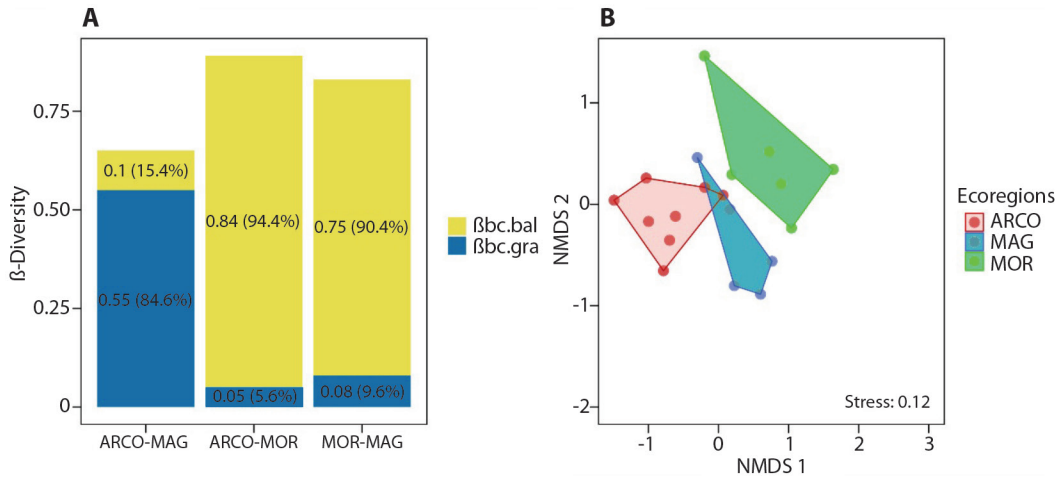 A
ß-Diversity
0.75
0.50
0.25
0
0.1 (15.4%)
0.55 (84.6%)
0.84 (94.4%)
0.05 (5.6%)
0.75 (90.4%)
0.08 (9.6%)
ARCO-MAG
ARCO-MOR
MOR-MAG
ßbc.bal
ßbc.gra
B
NMDS 2
1
0
-1
-2
Stress: 0.12
-1
0
1
2
3
NMDS 1
Ecoregions
ARCO
MAG
MOR